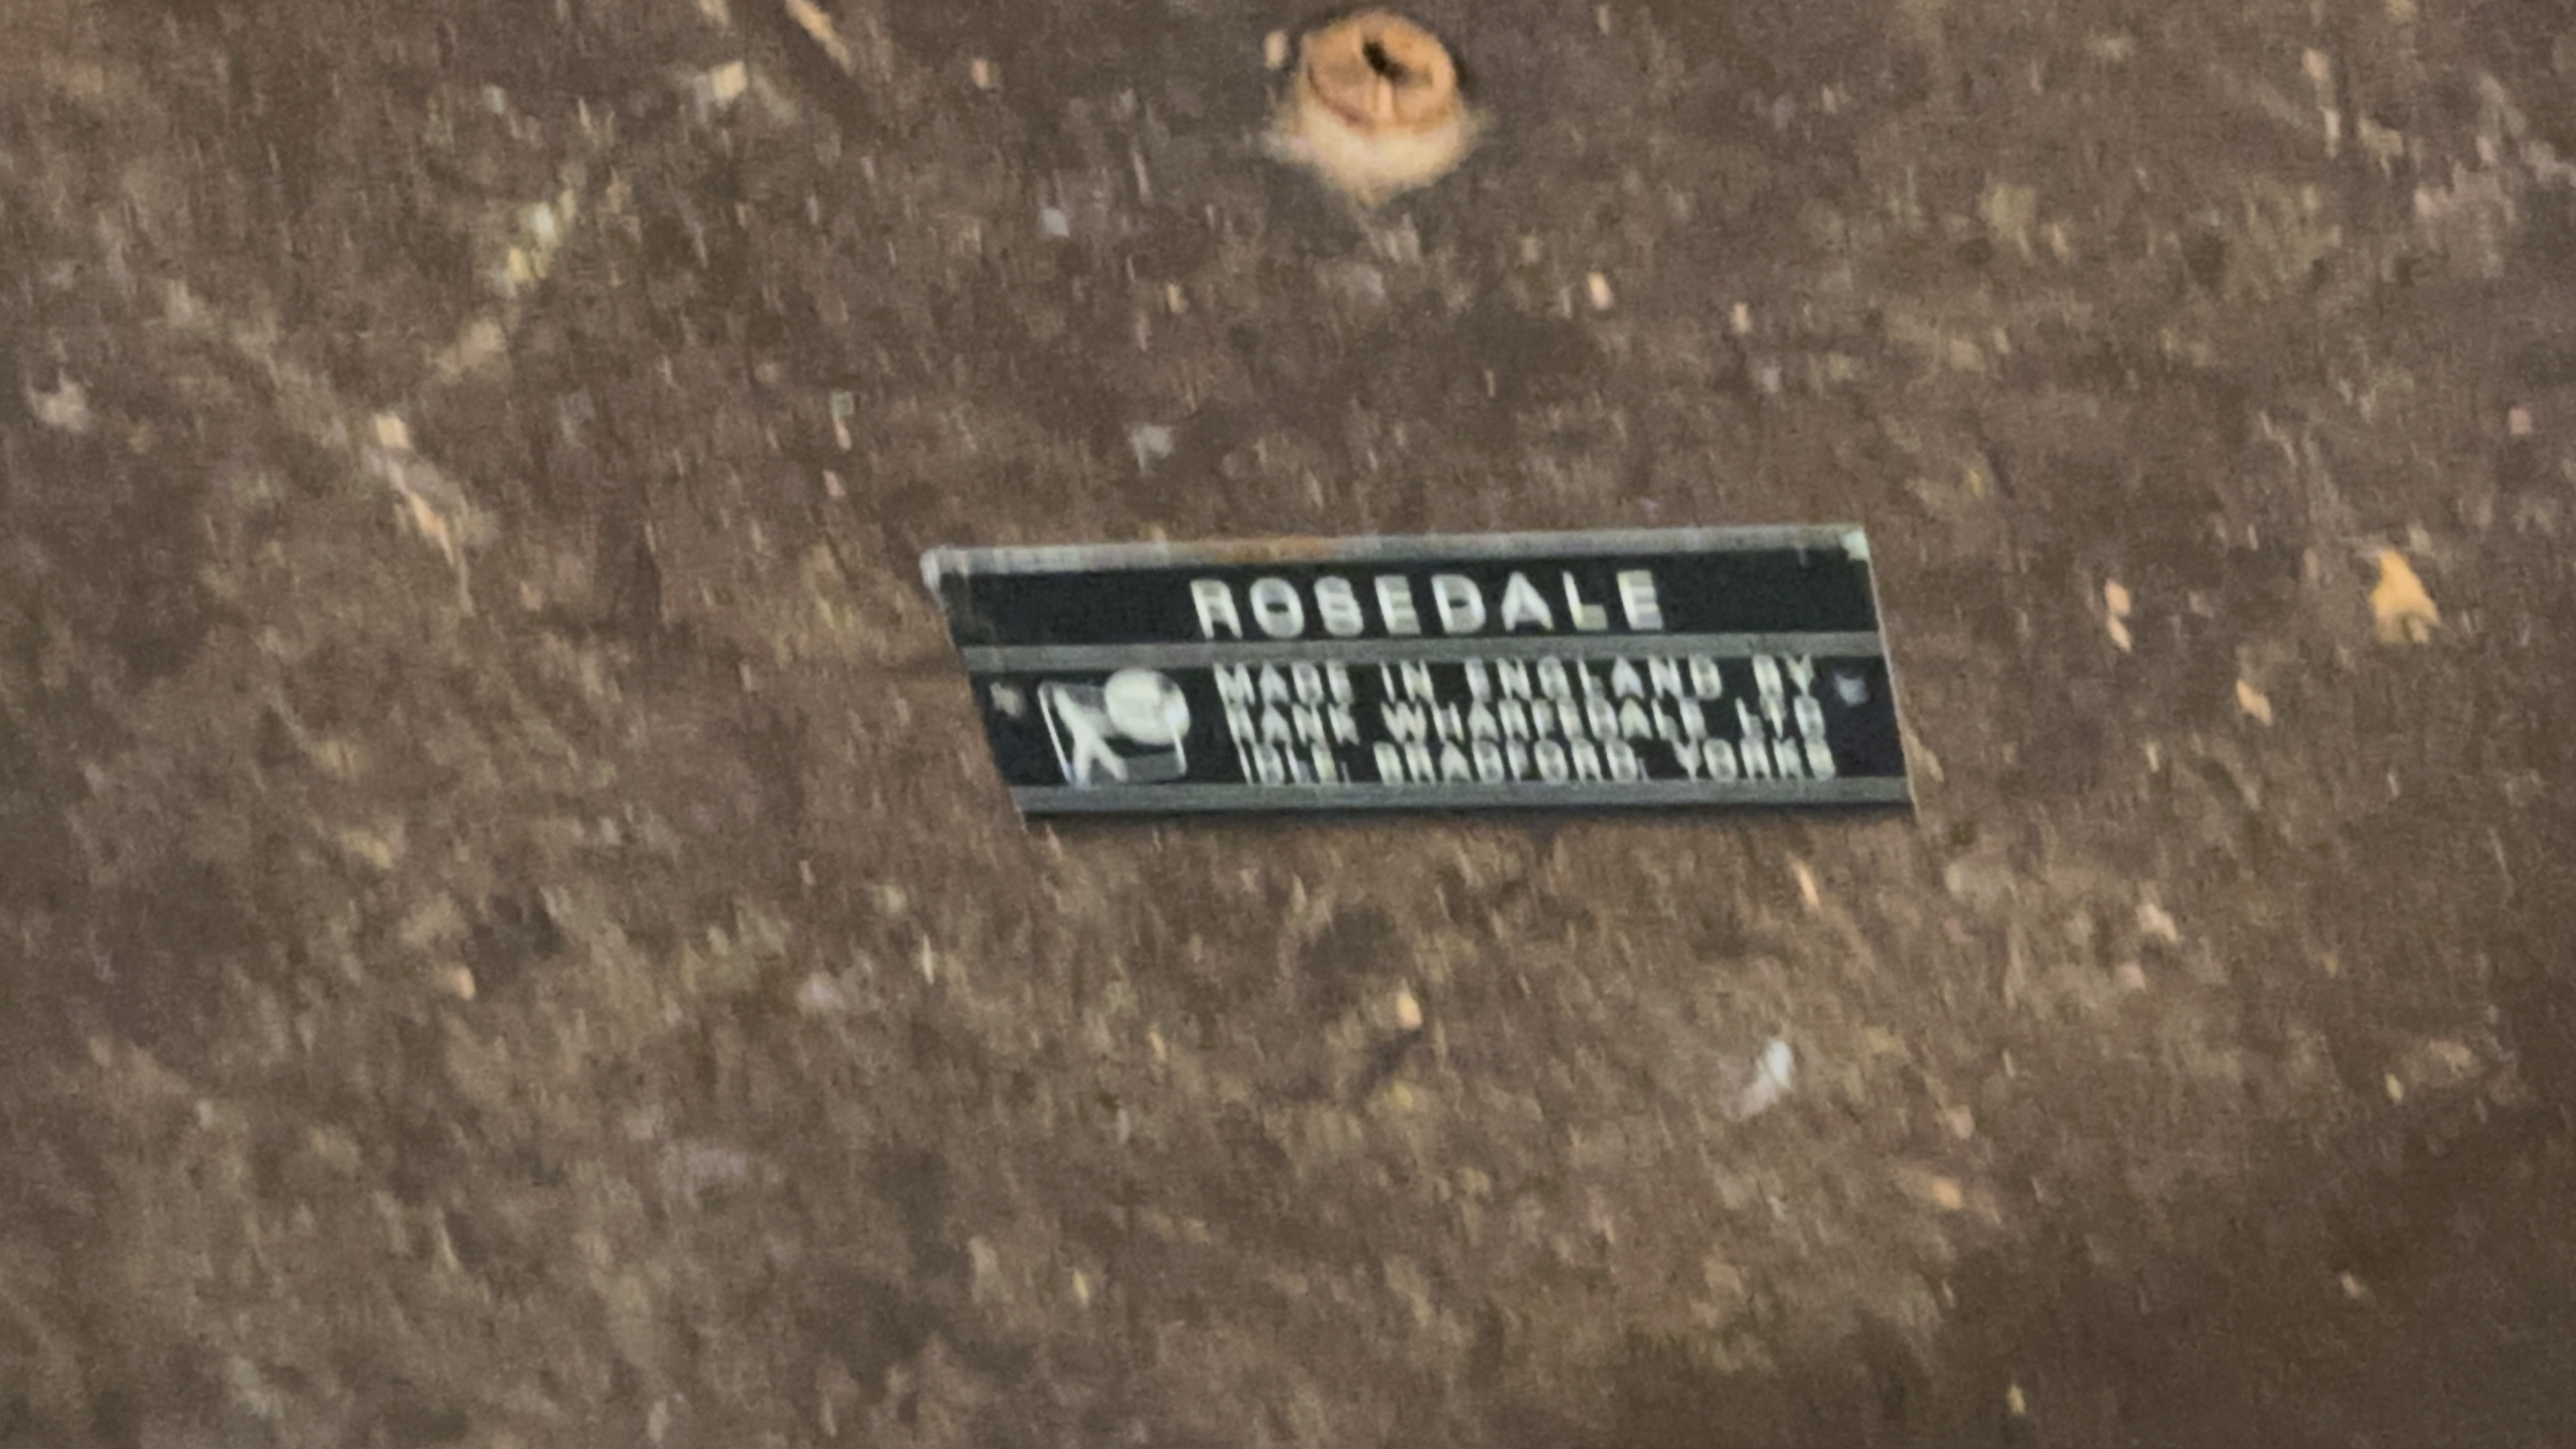 ROSEDALE
MADE IN ENGLAND BY
RANK WHARFEDALE LTD
IDLE, BRADFORD, YORKS